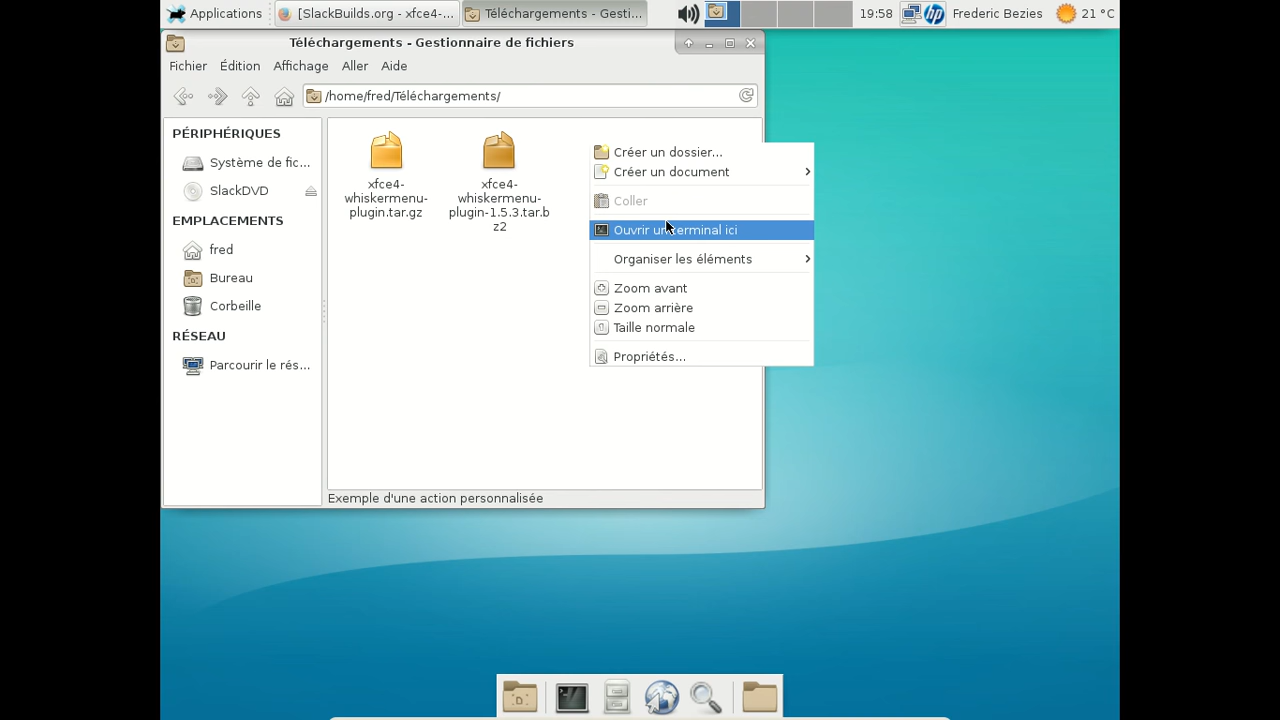 Applications
[SlackBuilds.org - xfce4-...
Téléchargements - Gesti...
19:58
Frederic Bezies
21 °C
Téléchargements - Gestionnaire de fichiers
Fichier Édition Affichage Aller Aide
/home/fred/Téléchargements/
PÉRIPHÉRIQUES
Système de fic...
SlackDVD
EMPLACEMENTS
fred
Bureau
Corbeille
RÉSEAU
Parcourir le rés...
xfce4-
whiskermenu-
plugin.tar.gz
xfce4-
whiskermenu-
plugin-1.5.3.tar.b
z2
Créer un dossier...
Créer un document
Coller
Ouvrir un terminal ici
Organiser les éléments
Zoom avant
Zoom arrière
Taille normale
Propriétés...
Exemple d'une action personnalisée